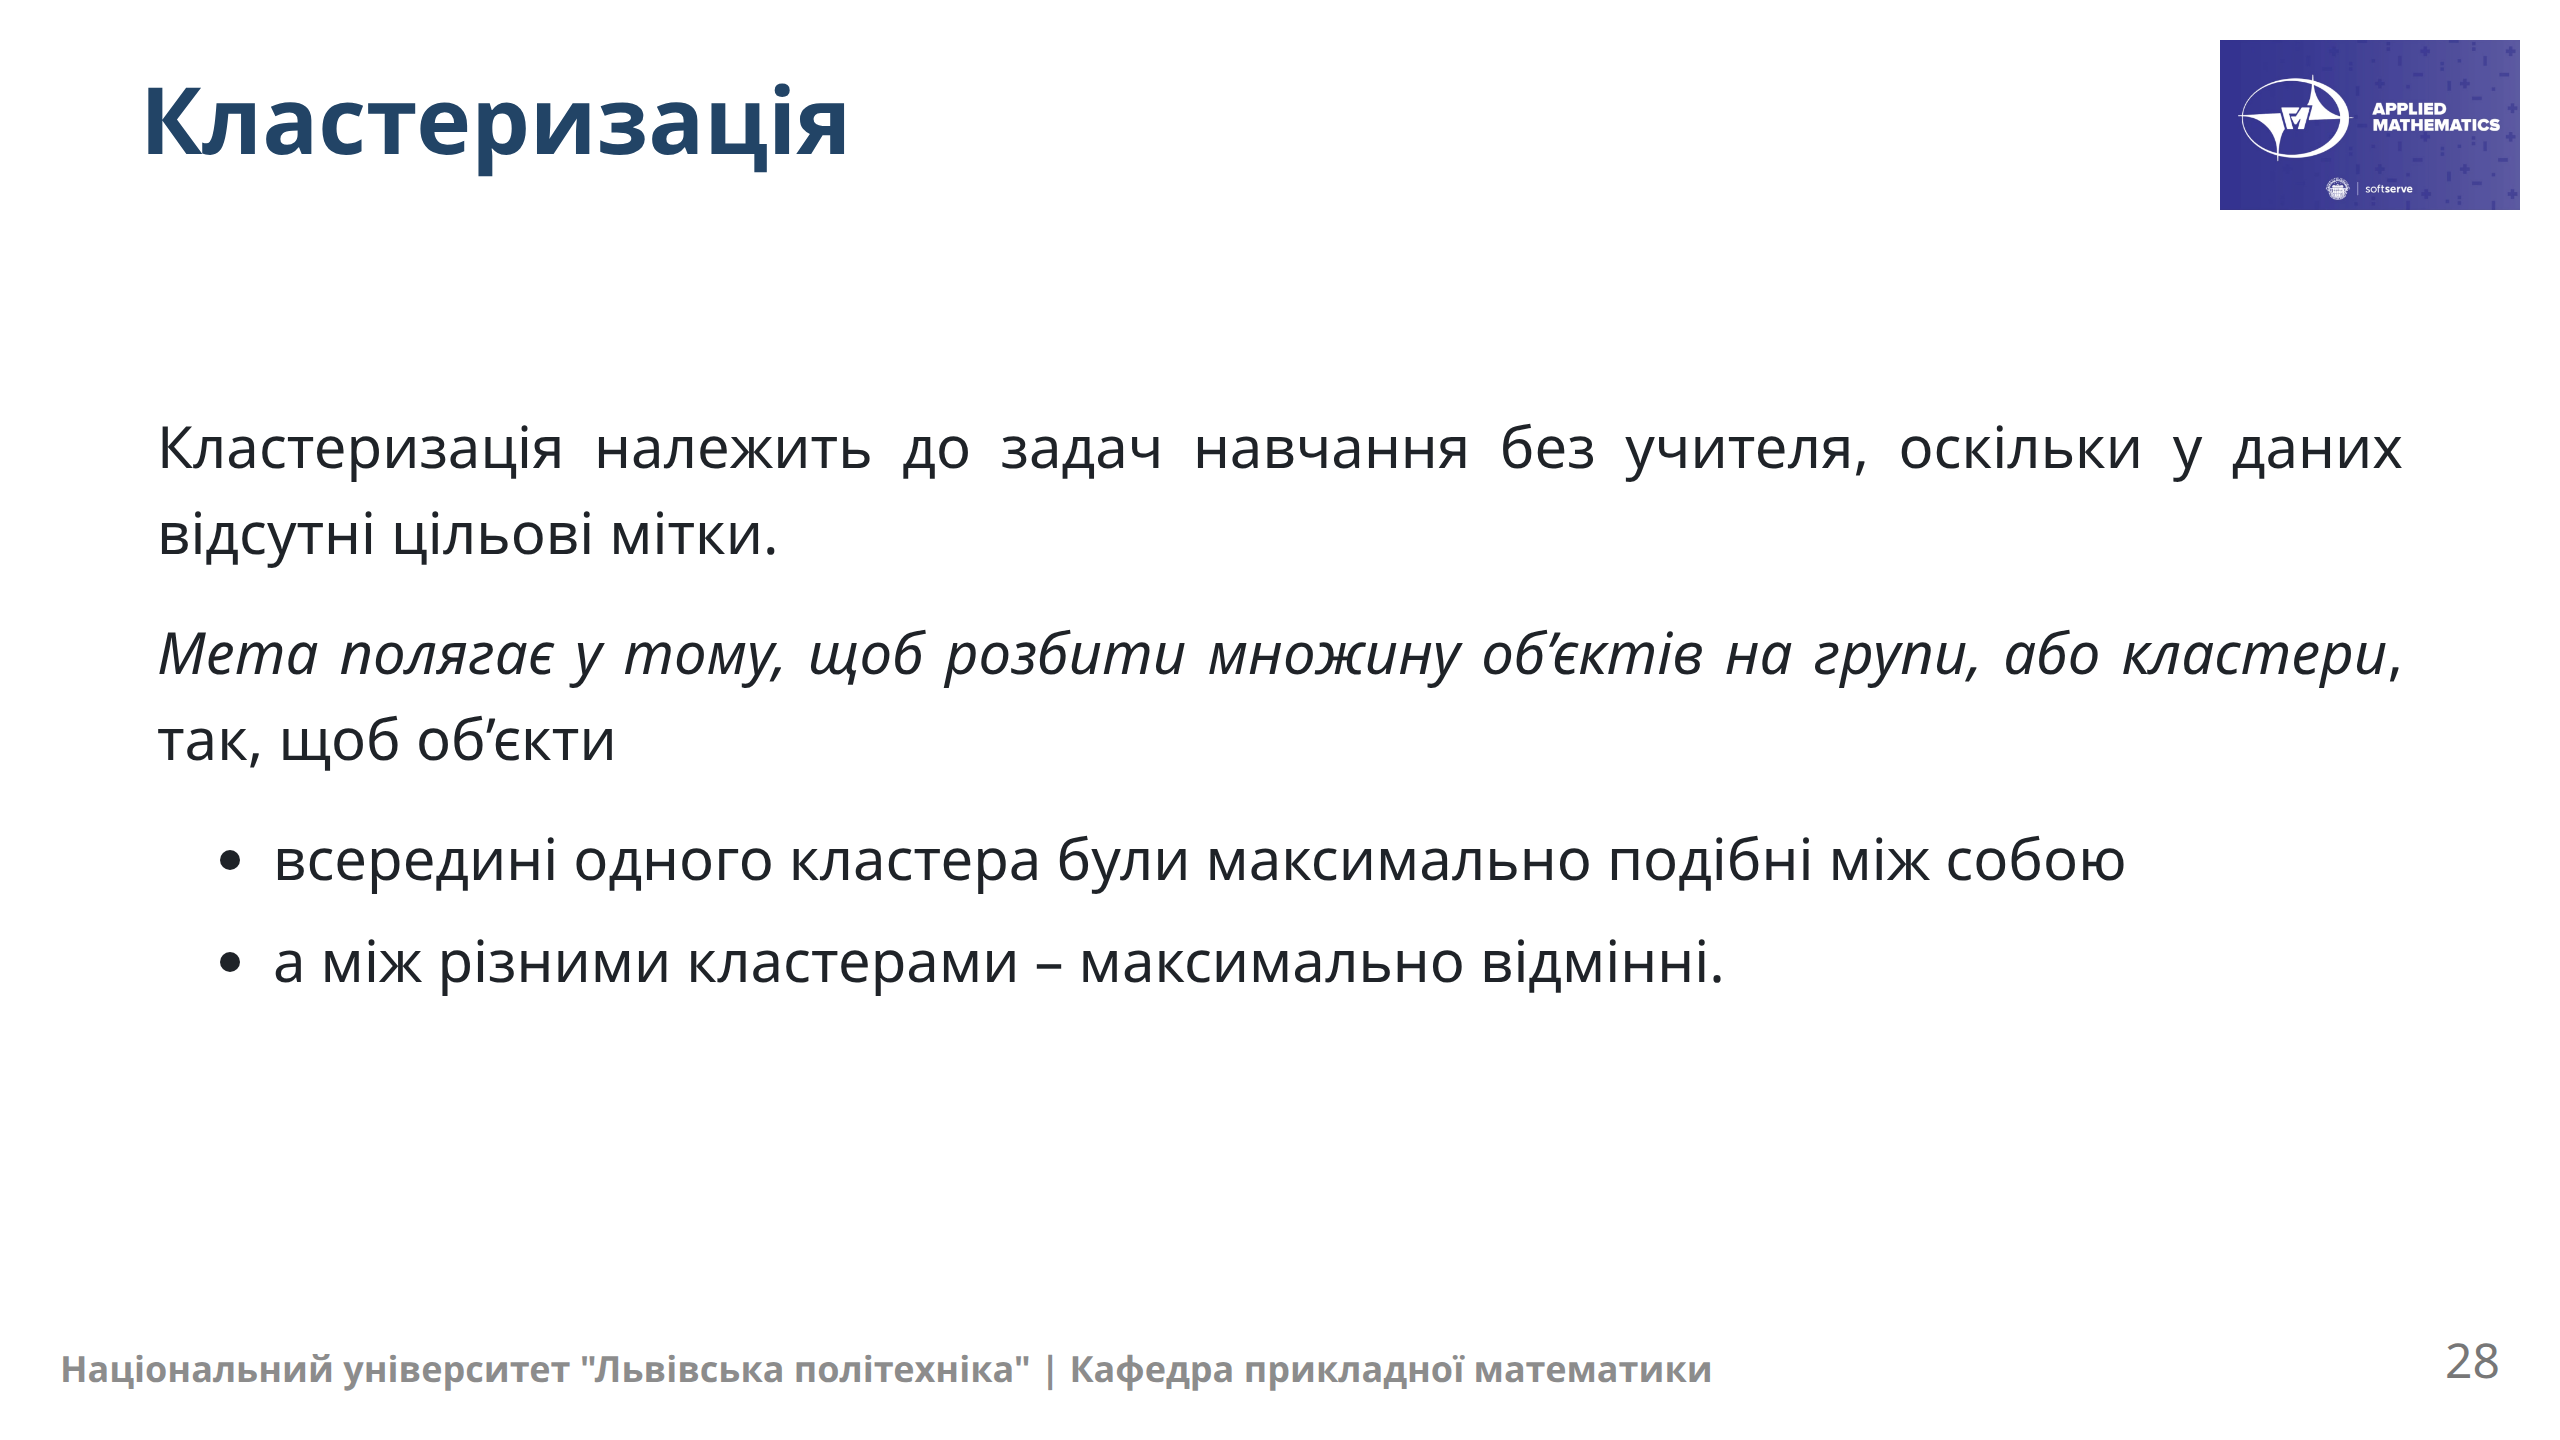 Кластеризація
APPLIED
MATHEMATICS
softserve
Кластеризація належить до задач навчання без учителя, оскільки у даних
відсутні цільові мітки.
Мета полягає у тому, щоб розбити множину об’єктів на групи, або кластери,
так, щоб об’єкти
• всередині одного кластера були максимально подібні між собою
• а між різними кластерами – максимально відмінні.
Національний університет "Львівська політехніка" | Кафедра прикладної математики
28